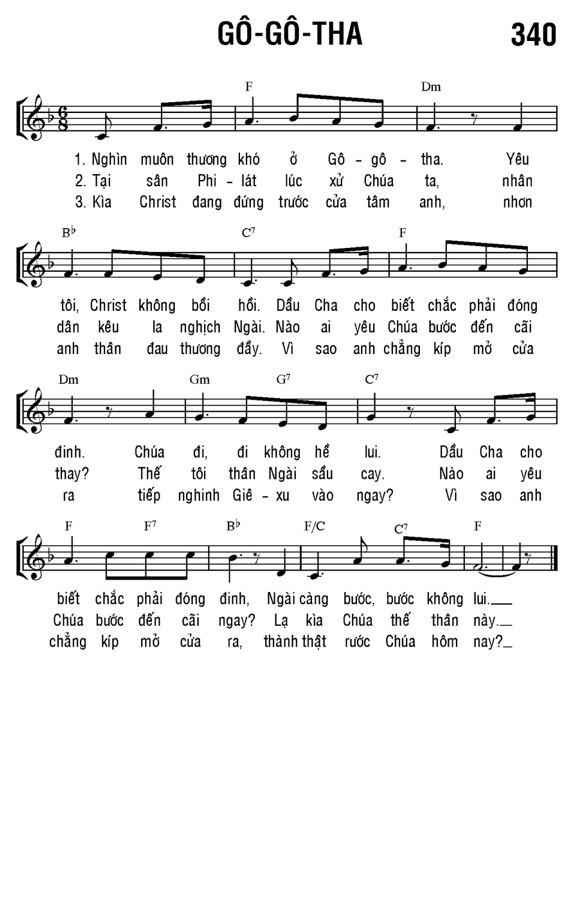 GÔ-GÔ-THA 340
F Dm
1. Nghìn muôn thương khó ở Gô - gô - tha. Yêu
2. Tại sân Phi - lát lúc xử Chúa ta, nhân
3. Kìa Christ đang đứng trước cửa tâm anh, nhơn
B♭ C7 F
tôi, Christ không bồi hồi. Dầu Cha cho biết chắc phải đóng
dân kêu la nghịch Ngài. Nào ai yêu Chúa bước đến cãi
anh thân đau thương đầy. Vì sao anh chẳng kíp mở cửa
Dm Gm G7 C7
đinh. Chúa đi, đi không hề lui. Dầu Cha cho
thay? Thế tôi thân Ngài sầu cay. Nào ai yêu
ra tiếp nghinh Giê - xu vào ngay? Vì sao anh
F F7 B♭ F/C C7 F
biết chắc phải đóng đinh, Ngài càng bước, bước không lui.
Chúa bước đến cãi ngay? Lạ kìa Chúa thế thân này.
chẳng kíp mở cửa ra, thành thật rước Chúa hôm nay?